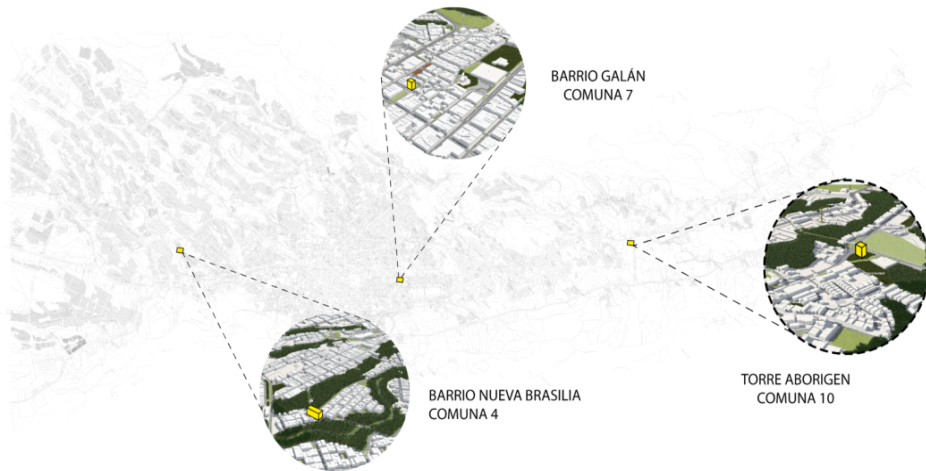 BARRIO GALÁN
COMUNA 7
BARRIO NUEVA BRASILIA
COMUNA 4
TORRE ABORIGEN
COMUNA 10